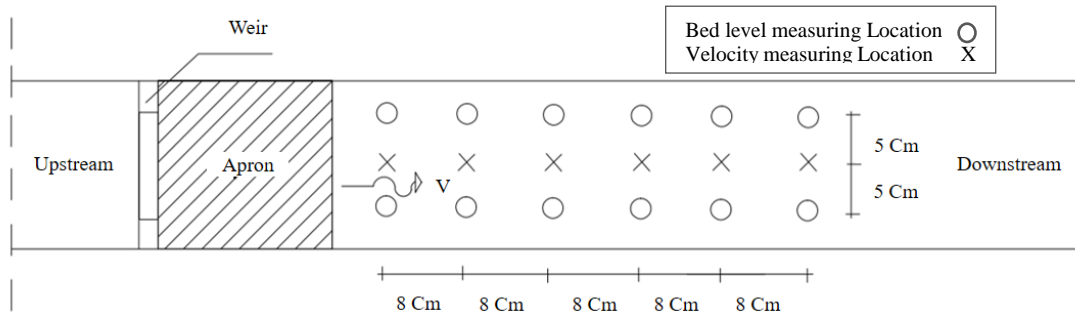 Weir
Bed level measuring Location
Velocity measuring Location X
Upstream
Apron
V
5 Cm
5 Cm
Downstream
8 Cm
8 Cm
8 Cm
8 Cm
8 Cm